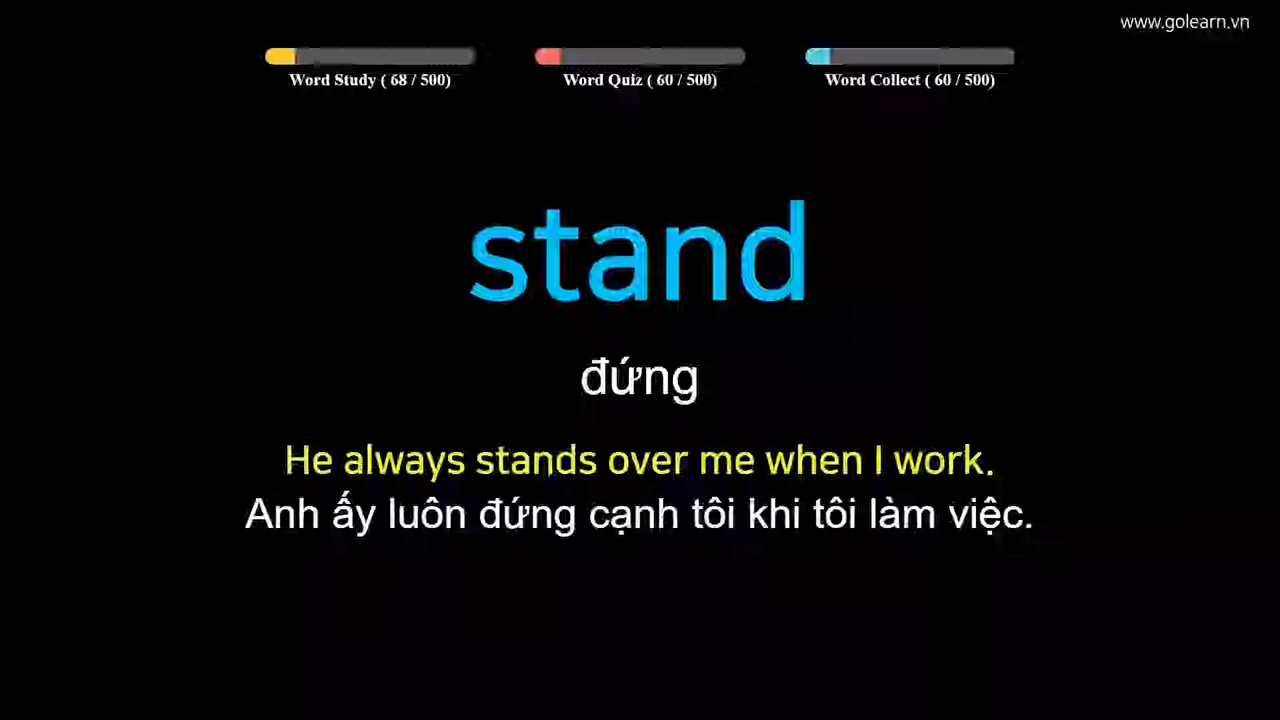 www.golearn.vn
Word Study ( 68 / 500) Word Quiz ( 60 / 500) Word Collect ( 60 / 500)
stand
đứng
He always stands over me when I work.
Anh ấy luôn đứng cạnh tôi khi tôi làm việc.